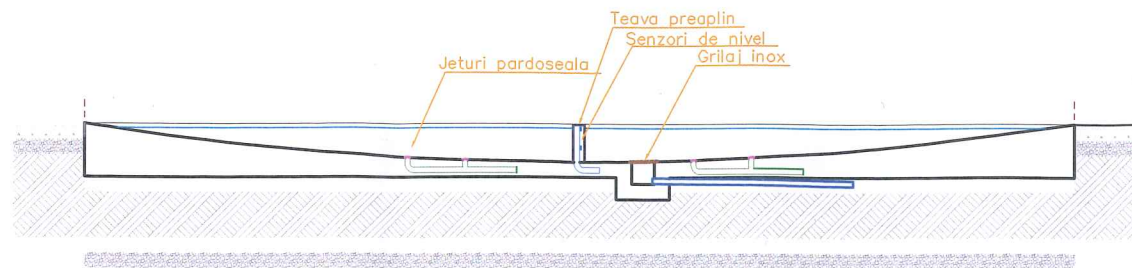 Teava preaplin
Senzori de nivel
Grilaj inox
Jeturi pardoseala